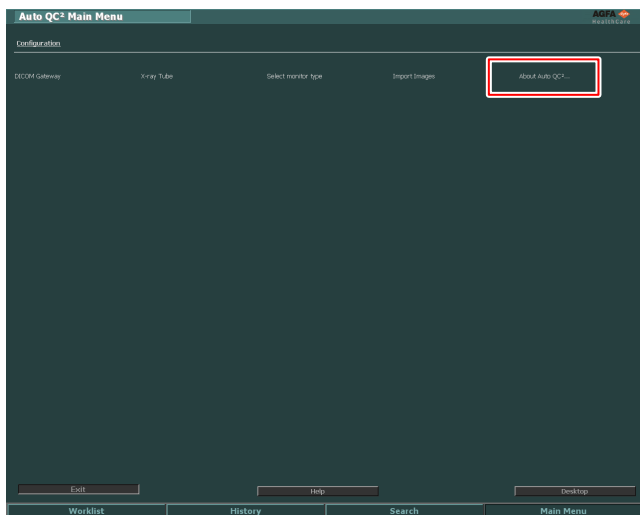 Auto QC² Main Menu
AGFA
HealthCare
Configuration
DICOM Gateway
X-ray Tube
Select monitor type
Import Images
About Auto QC²...
Exit
Help
Desktop
Worklist
History
Search
Main Menu